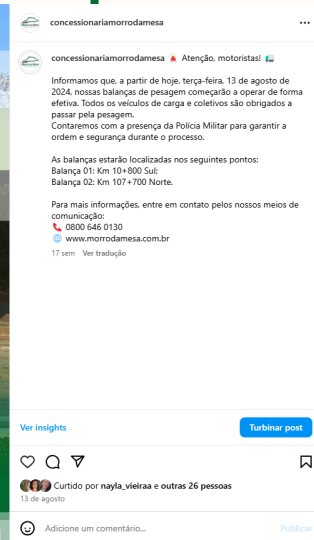 concessionariamorrodamesa
concessionariamorrodamesa 🚨 Atenção, motoristas! 🚛
Informamos que, a partir de hoje, terça-feira, 13 de agosto de
2024, nossas balanças de pesagem começarão a operar de forma
efetiva. Todos os veículos de carga e coletivos são obrigados a
passar pela pesagem.
Contaremos com a presença da Polícia Militar para garantir a
ordem e segurança durante o processo.
As balanças estarão localizadas nos seguintes pontos:
Balança 01: Km 10+800 Sul;
Balança 02: Km 107+700 Norte.
Para mais informações, entre em contato pelos nossos meios de
comunicação:
📞 0800 646 0130
🌐 www.morrodamesa.com.br
17 sem Ver tradução
Ver insights
Turbinar post
Curtido por nayla_vieiraa e outras 26 pessoas
13 de agosto
Adicione um comentário...
Publicar